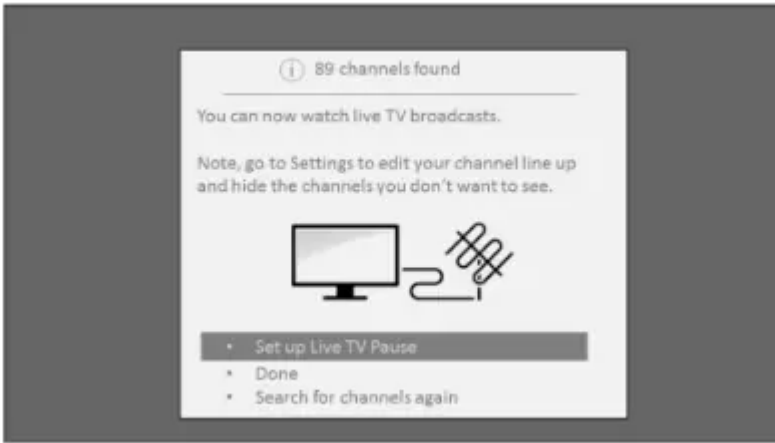 89 channels found
You can now watch live TV broadcasts.
Note, go to Settings to edit your channel line up
and hide the channels you don't want to see.
• Set up Live TV Pause
• Done
• Search for channels again